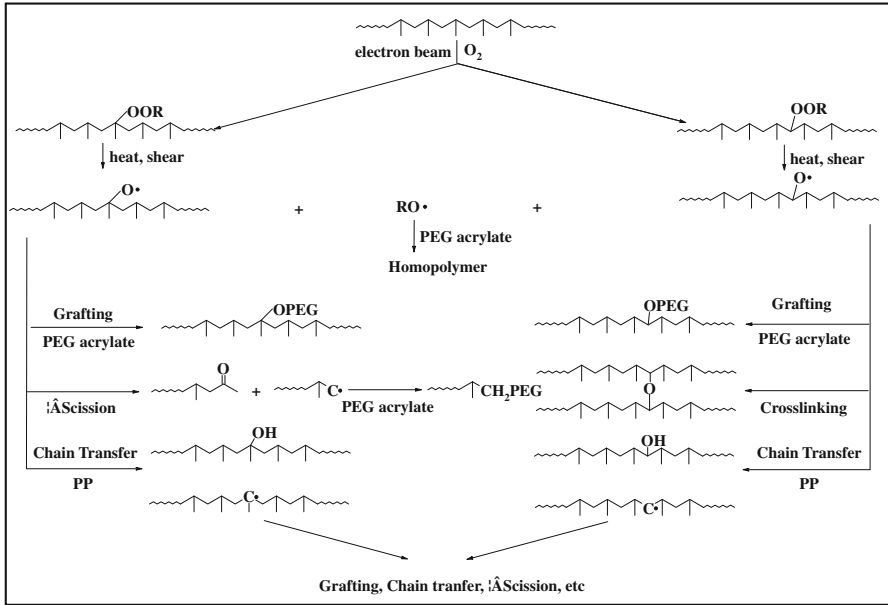 electron beam O2
OOR
OOR
heat, shear
heat, shear
O•
O•
+ RO• +
PEG acrylate
Homopolymer
Grafting
PEG acrylate
OPEG
OPEG
Grafting
PEG acrylate
O
+ C•
PEG acrylate
CH2PEG
O
¦ÂScission
Crosslinking
OH
OH
Chain Transfer
PP
Chain Transfer
PP
C•
C•
Grafting, Chain tranfer, ¦ÂScission, etc